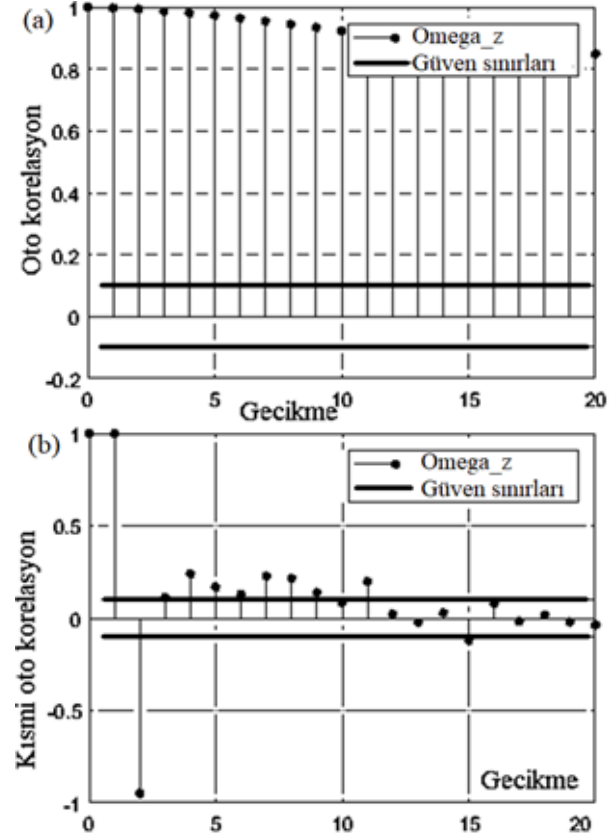 (a)
1
0.8
0.6
0.4
0.2
0
-0.2
Oto korelasyon
Omega_z
Güven sınırları
0
5
10
15
20
Gecikme
(b)
1
0.5
0
-0.5
-1
Kısmi oto korelasyon
Omega_z
Güven sınırları
Gecikme
0
5
10
15
20